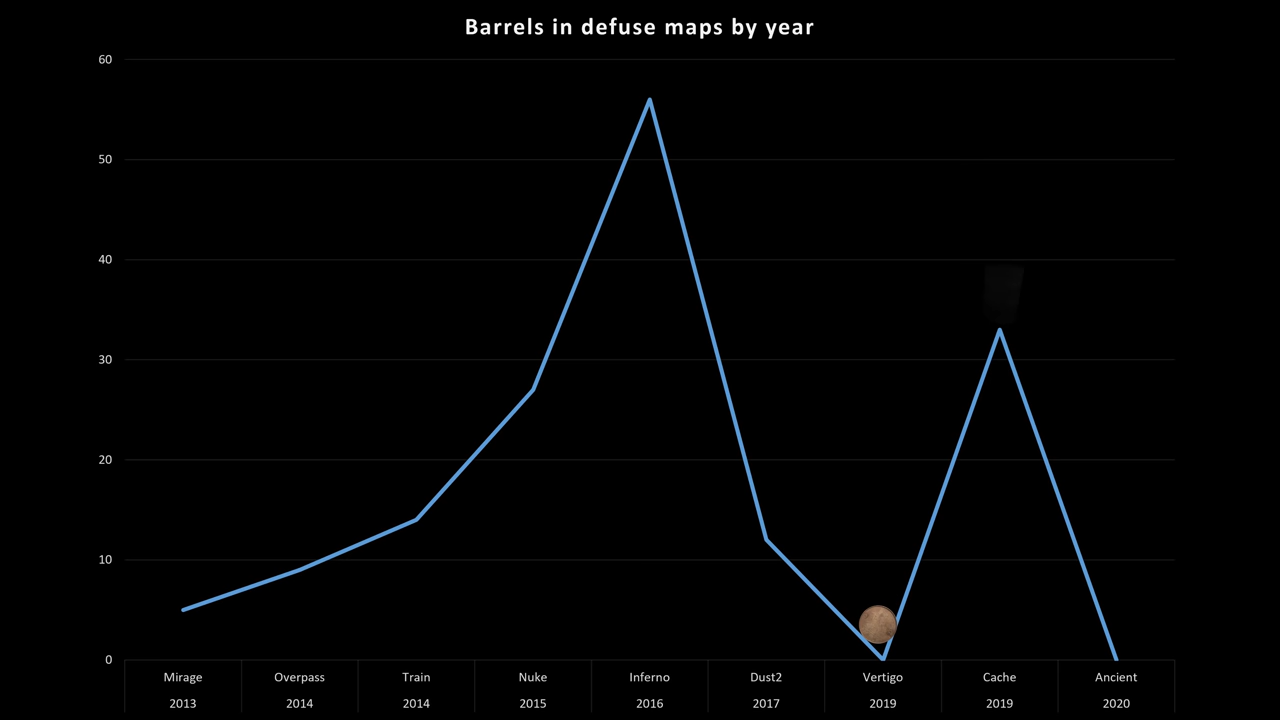 Barrels in defuse maps by year
60
50
40
30
20
10
0
Mirage Overpass Train Nuke Inferno Dust2 Vertigo Cache Ancient
2013 2014 2014 2015 2016 2017 2019 2019 2020